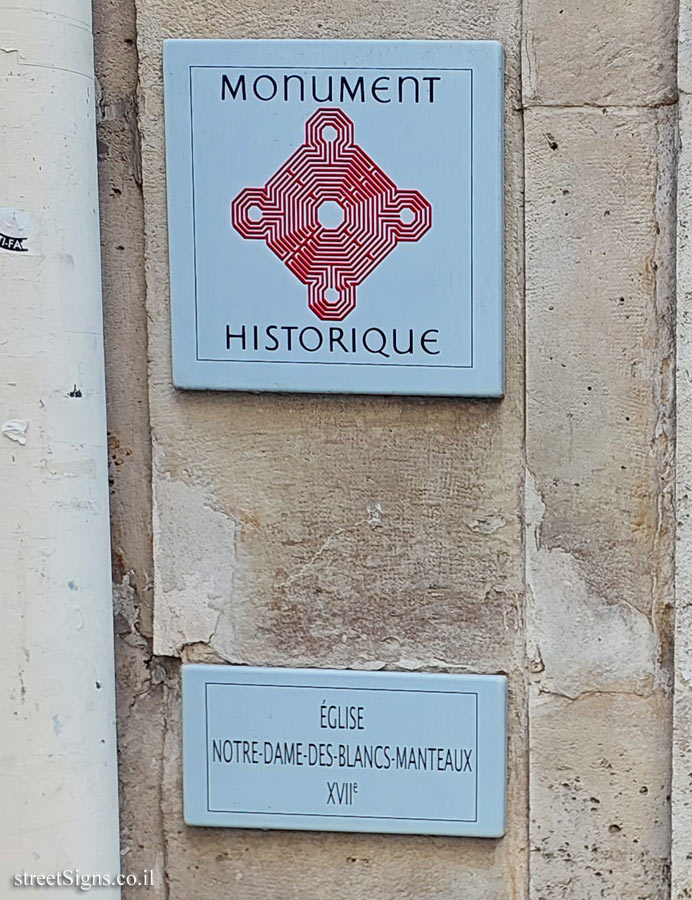 MONUMENT
HISTORIQUE
ÉGLISE
NOTRE-DAME-DES-BLANCS-MANTEAUX
XVIIe
streetSigns.co.il